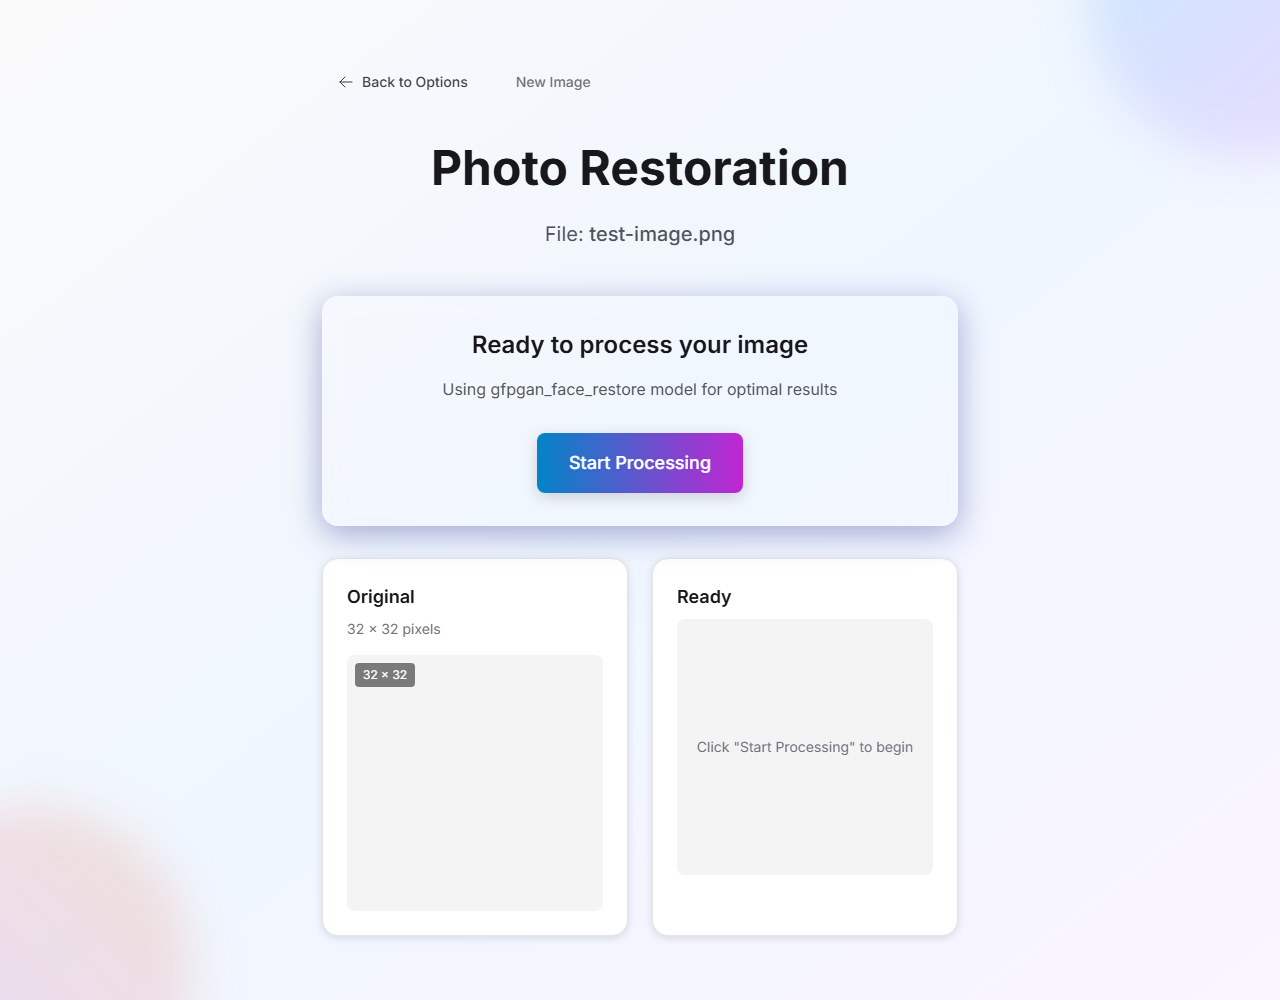 Back to Options
New Image
Photo Restoration
File: test-image.png
Ready to process your image
Using gfpgan_face_restore model for optimal results
Start Processing
Original
32 × 32 pixels
32 × 32
Ready
Click "Start Processing" to begin